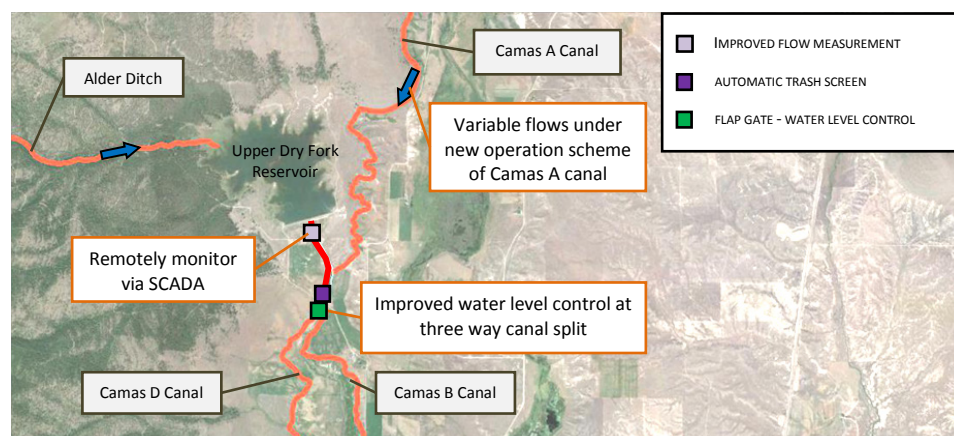 Camas A Canal
Alder Ditch
Variable flows under
new operation scheme
of Camas A canal
Upper Dry Fork
Reservoir
Remotely monitor
via SCADA
Improved water level control at
three way canal split
Camas D Canal
Camas B Canal
IMPROVED FLOW MEASUREMENT
AUTOMATIC TRASH SCREEN
FLAP GATE - WATER LEVEL CONTROL